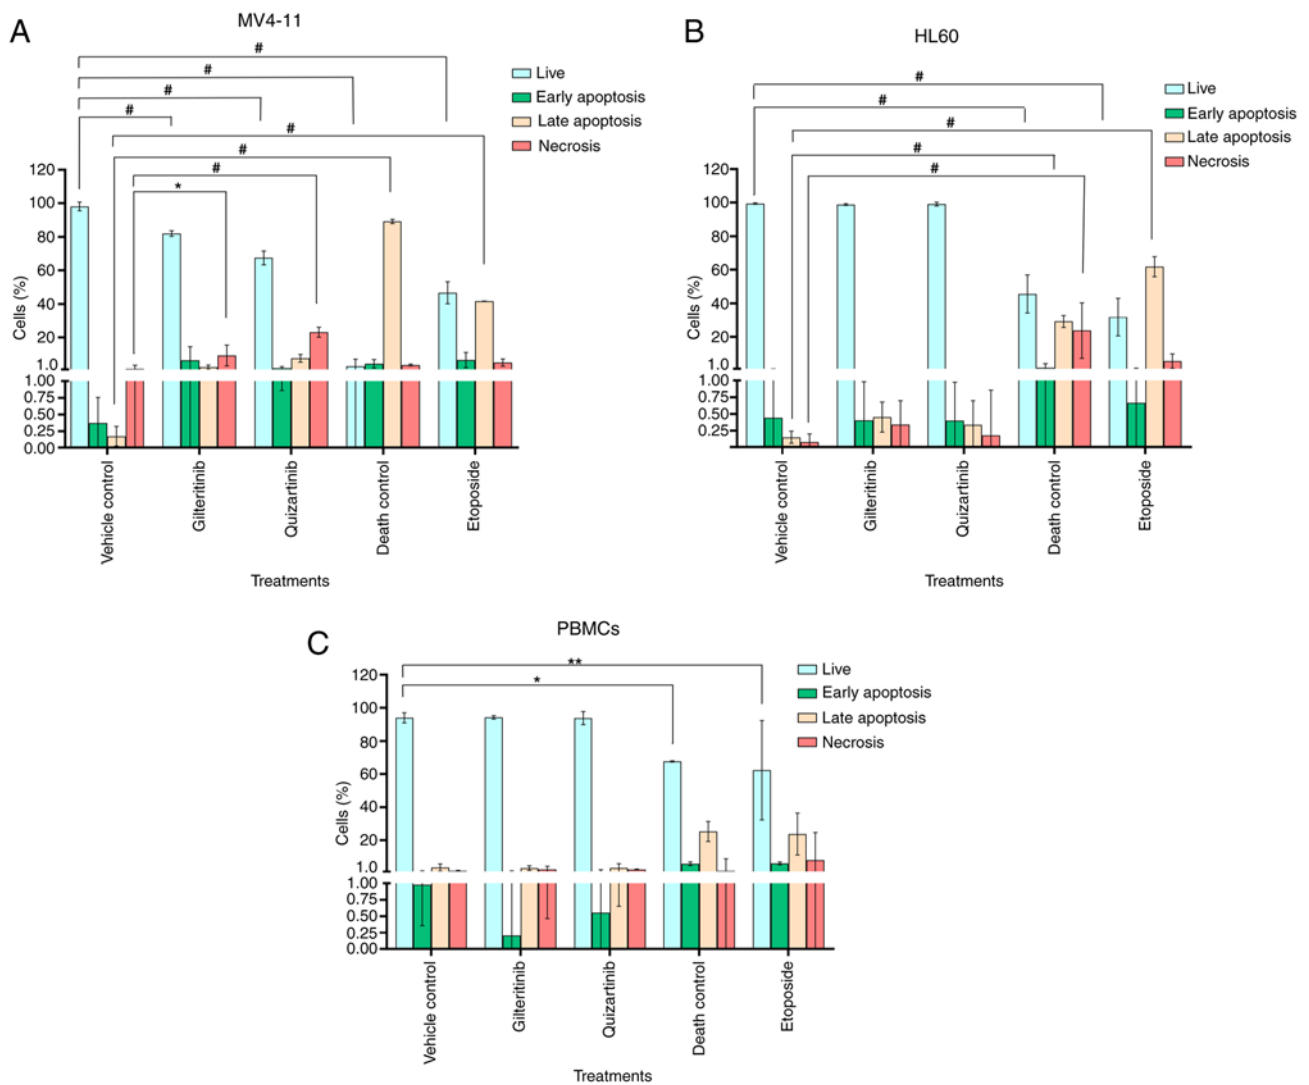 A
MV4-11
#
#
#
#
#
#
#
*
Live
Early apoptosis
Late apoptosis
Necrosis
Cells (%)
120
100
80
60
40
20
1.0
1.00
0.75
0.50
0.25
0.00
Vehicle control
Gilteritinib
Quizartinib
Death control
Etoposide
Treatments
B
HL60
#
#
#
#
#
Live
Early apoptosis
Late apoptosis
Necrosis
Cells (%)
120
100
80
60
40
20
1.0
1.00
0.75
0.50
0.25
Vehicle control
Gilteritinib
Quizartinib
Death control
Etoposide
Treatments
C
PBMCs
**
*
Live
Early apoptosis
Late apoptosis
Necrosis
Cells (%)
120
100
80
60
40
20
1.0
1.00
0.75
0.50
0.25
0.00
Vehicle control
Gilteritinib
Quizartinib
Death control
Etoposide
Treatments